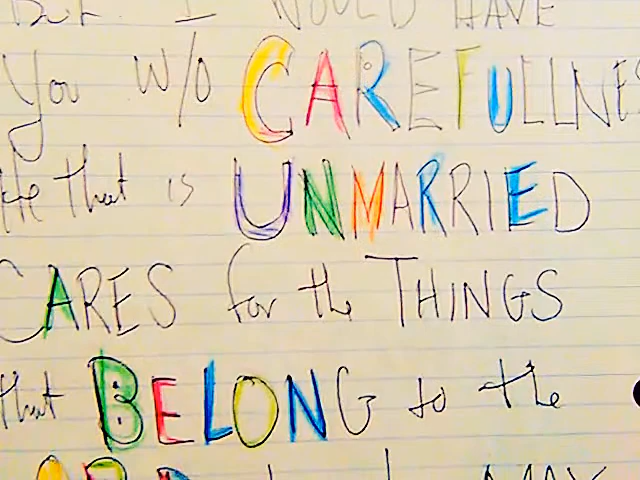 But I WOULD HAVE
You w/o CAREFULLNES
He that is UNMARRIED
CARES for the THINGS
that BELONG to the